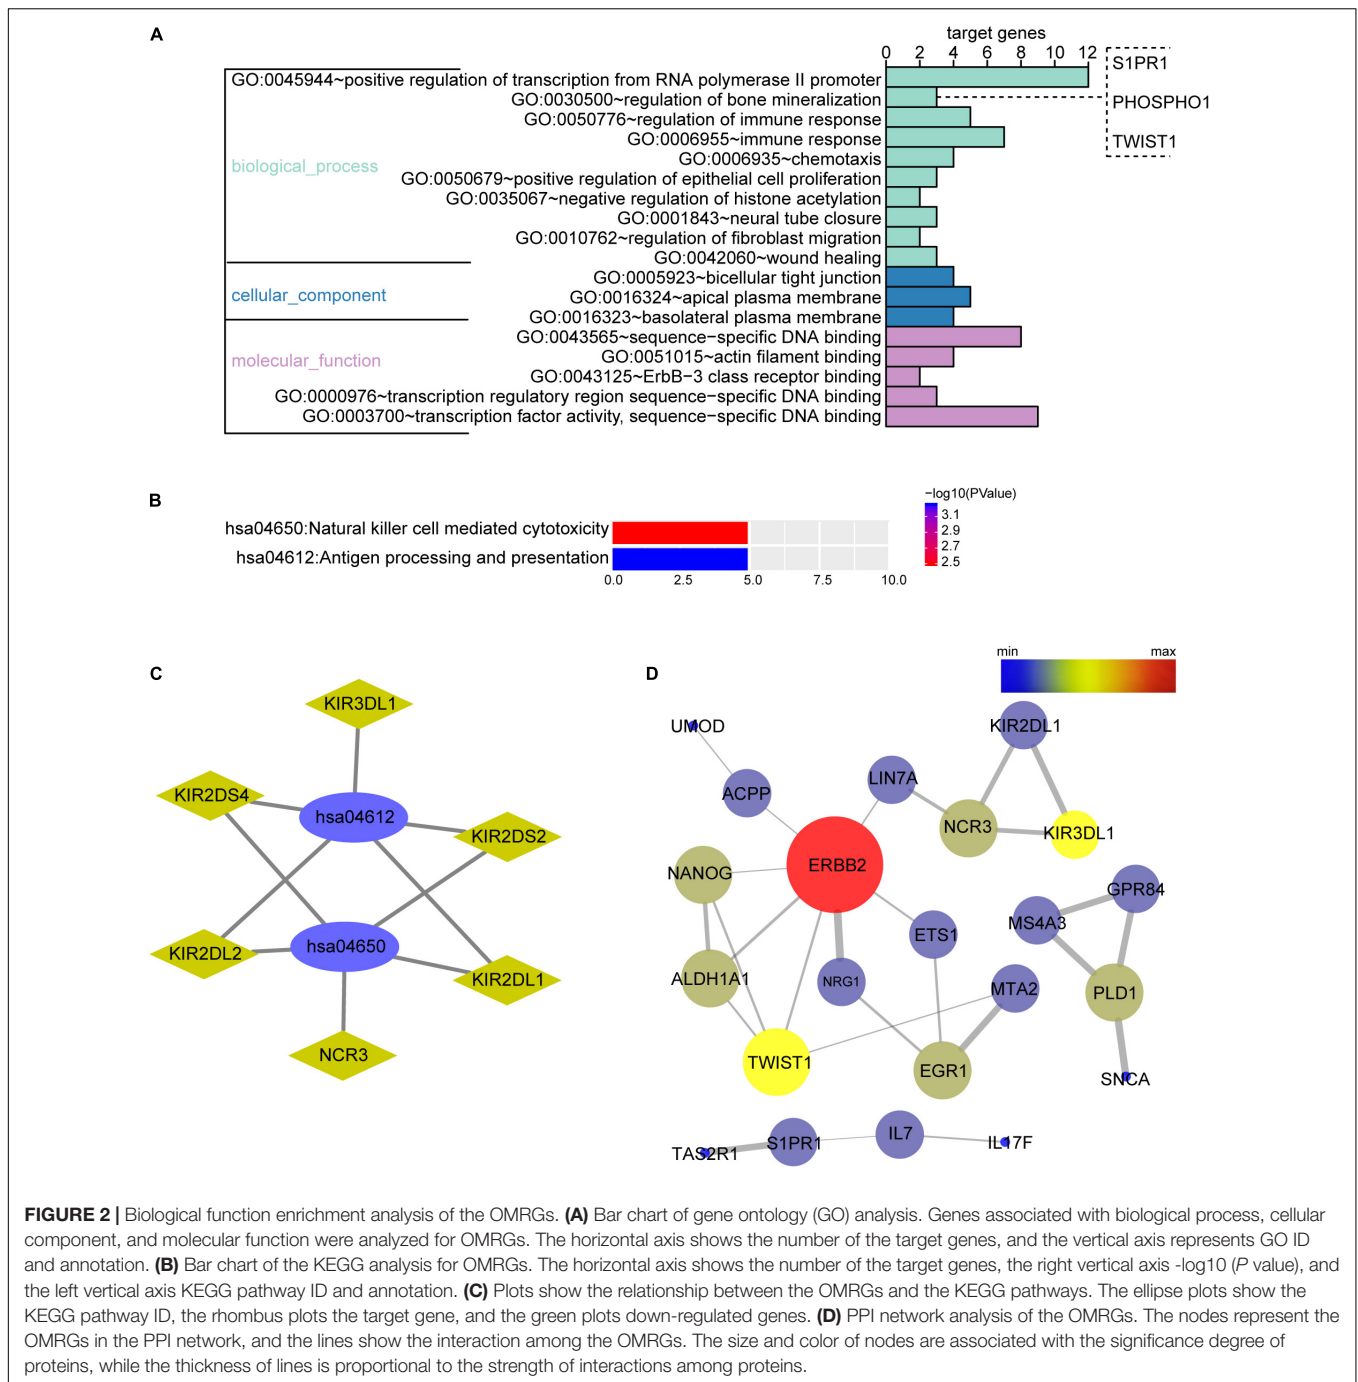 A
target genes
0 2 4 6 8 10 12
S1PR1
PHOSPHO1
TWIST1
GO:0045944~positive regulation of transcription from RNA polymerase II promoter
GO:0030500~regulation of bone mineralization
GO:0050776~regulation of immune response
GO:0006955~immune response
GO:0006935~chemotaxis
biological_process
GO:0050679~positive regulation of epithelial cell proliferation
GO:0035067~negative regulation of histone acetylation
GO:0001843~neural tube closure
GO:0010762~regulation of fibroblast migration
GO:0042060~wound healing
GO:0005923~bicellular tight junction
cellular_component
GO:0016324~apical plasma membrane
GO:0016323~basolateral plasma membrane
GO:0043565~sequence−specific DNA binding
molecular_function
GO:0051015~actin filament binding
GO:0043125~ErbB−3 class receptor binding
GO:0000976~transcription regulatory region sequence−specific DNA binding
GO:0003700~transcription factor activity, sequence−specific DNA binding
B
−log10(PValue)
3.1
2.9
2.7
2.5
hsa04650:Natural killer cell mediated cytotoxicity
hsa04612:Antigen processing and presentation
0.0 2.5 5.0 7.5 10.0
C
KIR3DL1
KIR2DS4
hsa04612
KIR2DS2
hsa04650
KIR2DL2
KIR2DL1
NCR3
D
min max
UMOD
KIR2DL1
ACPP
LIN7A
NCR3
KIR3DL1
ERBB2
NANOG
GPR84
MS4A3
ETS1
ALDH1A1
NRG1
MTA2
PLD1
TWIST1
EGR1
SNCA
TAS2R1
S1PR1
IL7
IL17F
FIGURE 2 | Biological function enrichment analysis of the OMRGs. (A) Bar chart of gene ontology (GO) analysis. Genes associated with biological process, cellular
component, and molecular function were analyzed for OMRGs. The horizontal axis shows the number of the target genes, and the vertical axis represents GO ID
and annotation. (B) Bar chart of the KEGG analysis for OMRGs. The horizontal axis shows the number of the target genes, the right vertical axis -log10 (P value), and
the left vertical axis KEGG pathway ID and annotation. (C) Plots show the relationship between the OMRGs and the KEGG pathways. The ellipse plots show the
KEGG pathway ID, the rhombus plots the target gene, and the green plots down-regulated genes. (D) PPI network analysis of the OMRGs. The nodes represent the
OMRGs in the PPI network, and the lines show the interaction among the OMRGs. The size and color of nodes are associated with the significance degree of
proteins, while the thickness of lines is proportional to the strength of interactions among proteins.